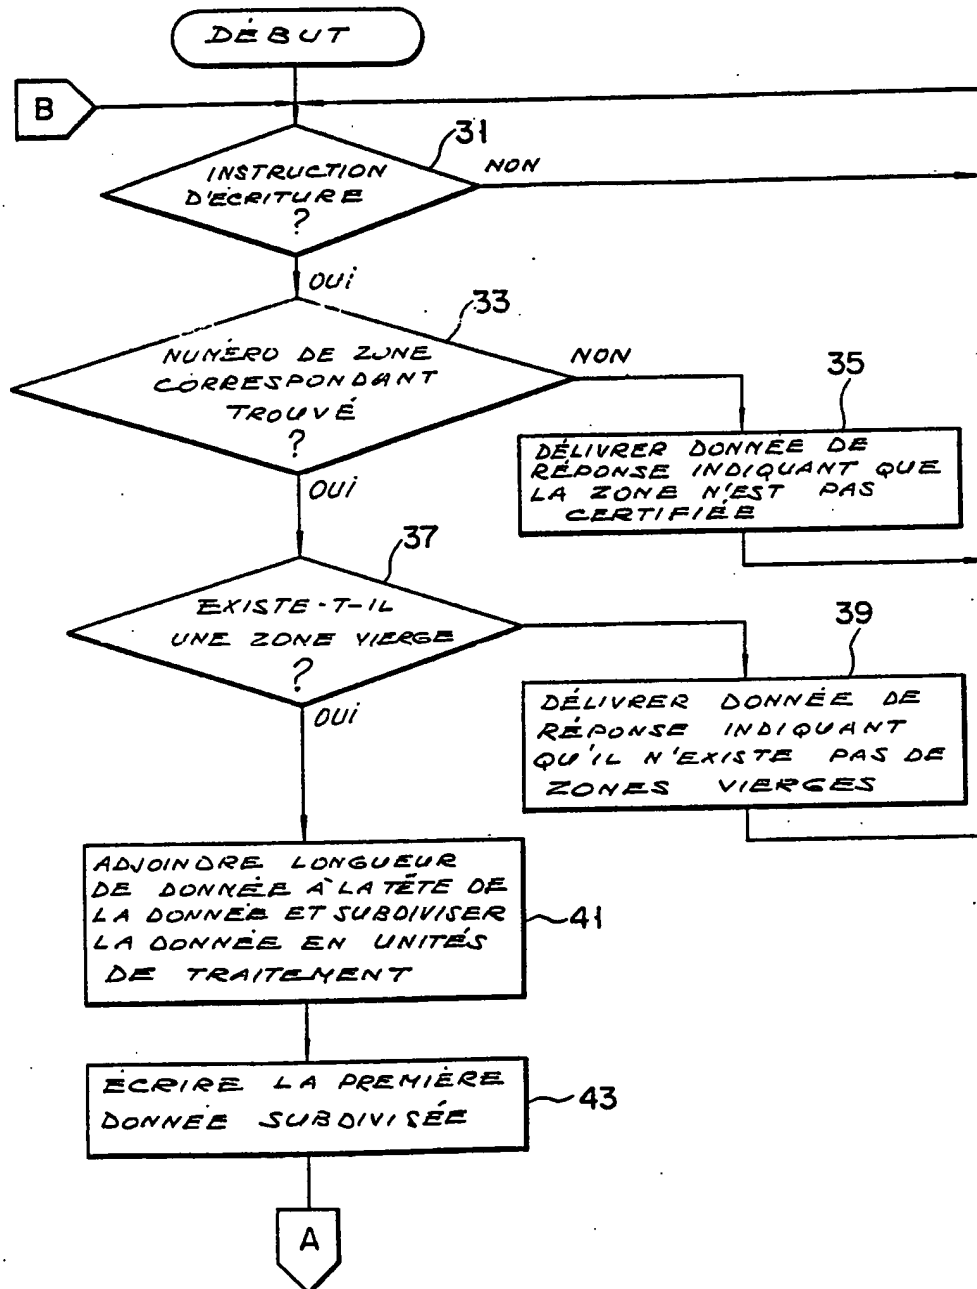 DÉBUT
B
31
INSTRUCTION
D'ÉCRITURE
?
NON
OUi
33
NUMÉRO DE ZONE
CORRESPONDANT
TROUVÉ
?
NON
OUi
35
DÉLIVRER DONNÉE DE
RÉPONSE INDIQUANT QUE
LA ZONE N'EST PAS
CERTIFIÉE
37
EXISTE-T-IL
UNE ZONE VIERGE
?
OUi
39
DÉLIVRER DONNÉE DE
RÉPONSE INDIQUANT
QU'IL N'EXISTE PAS DE
ZONES VIERGES
ADJOINDRE LONGUEUR
DE DONNÉE À LA TÊTE DE
LA DONNÉE ET SUBDIVISER
LA DONNÉE EN UNITÉS
DE TRAITEMENT
41
ÉCRIRE LA PREMIÈRE
DONNÉE SUBDIVISÉE
43
A